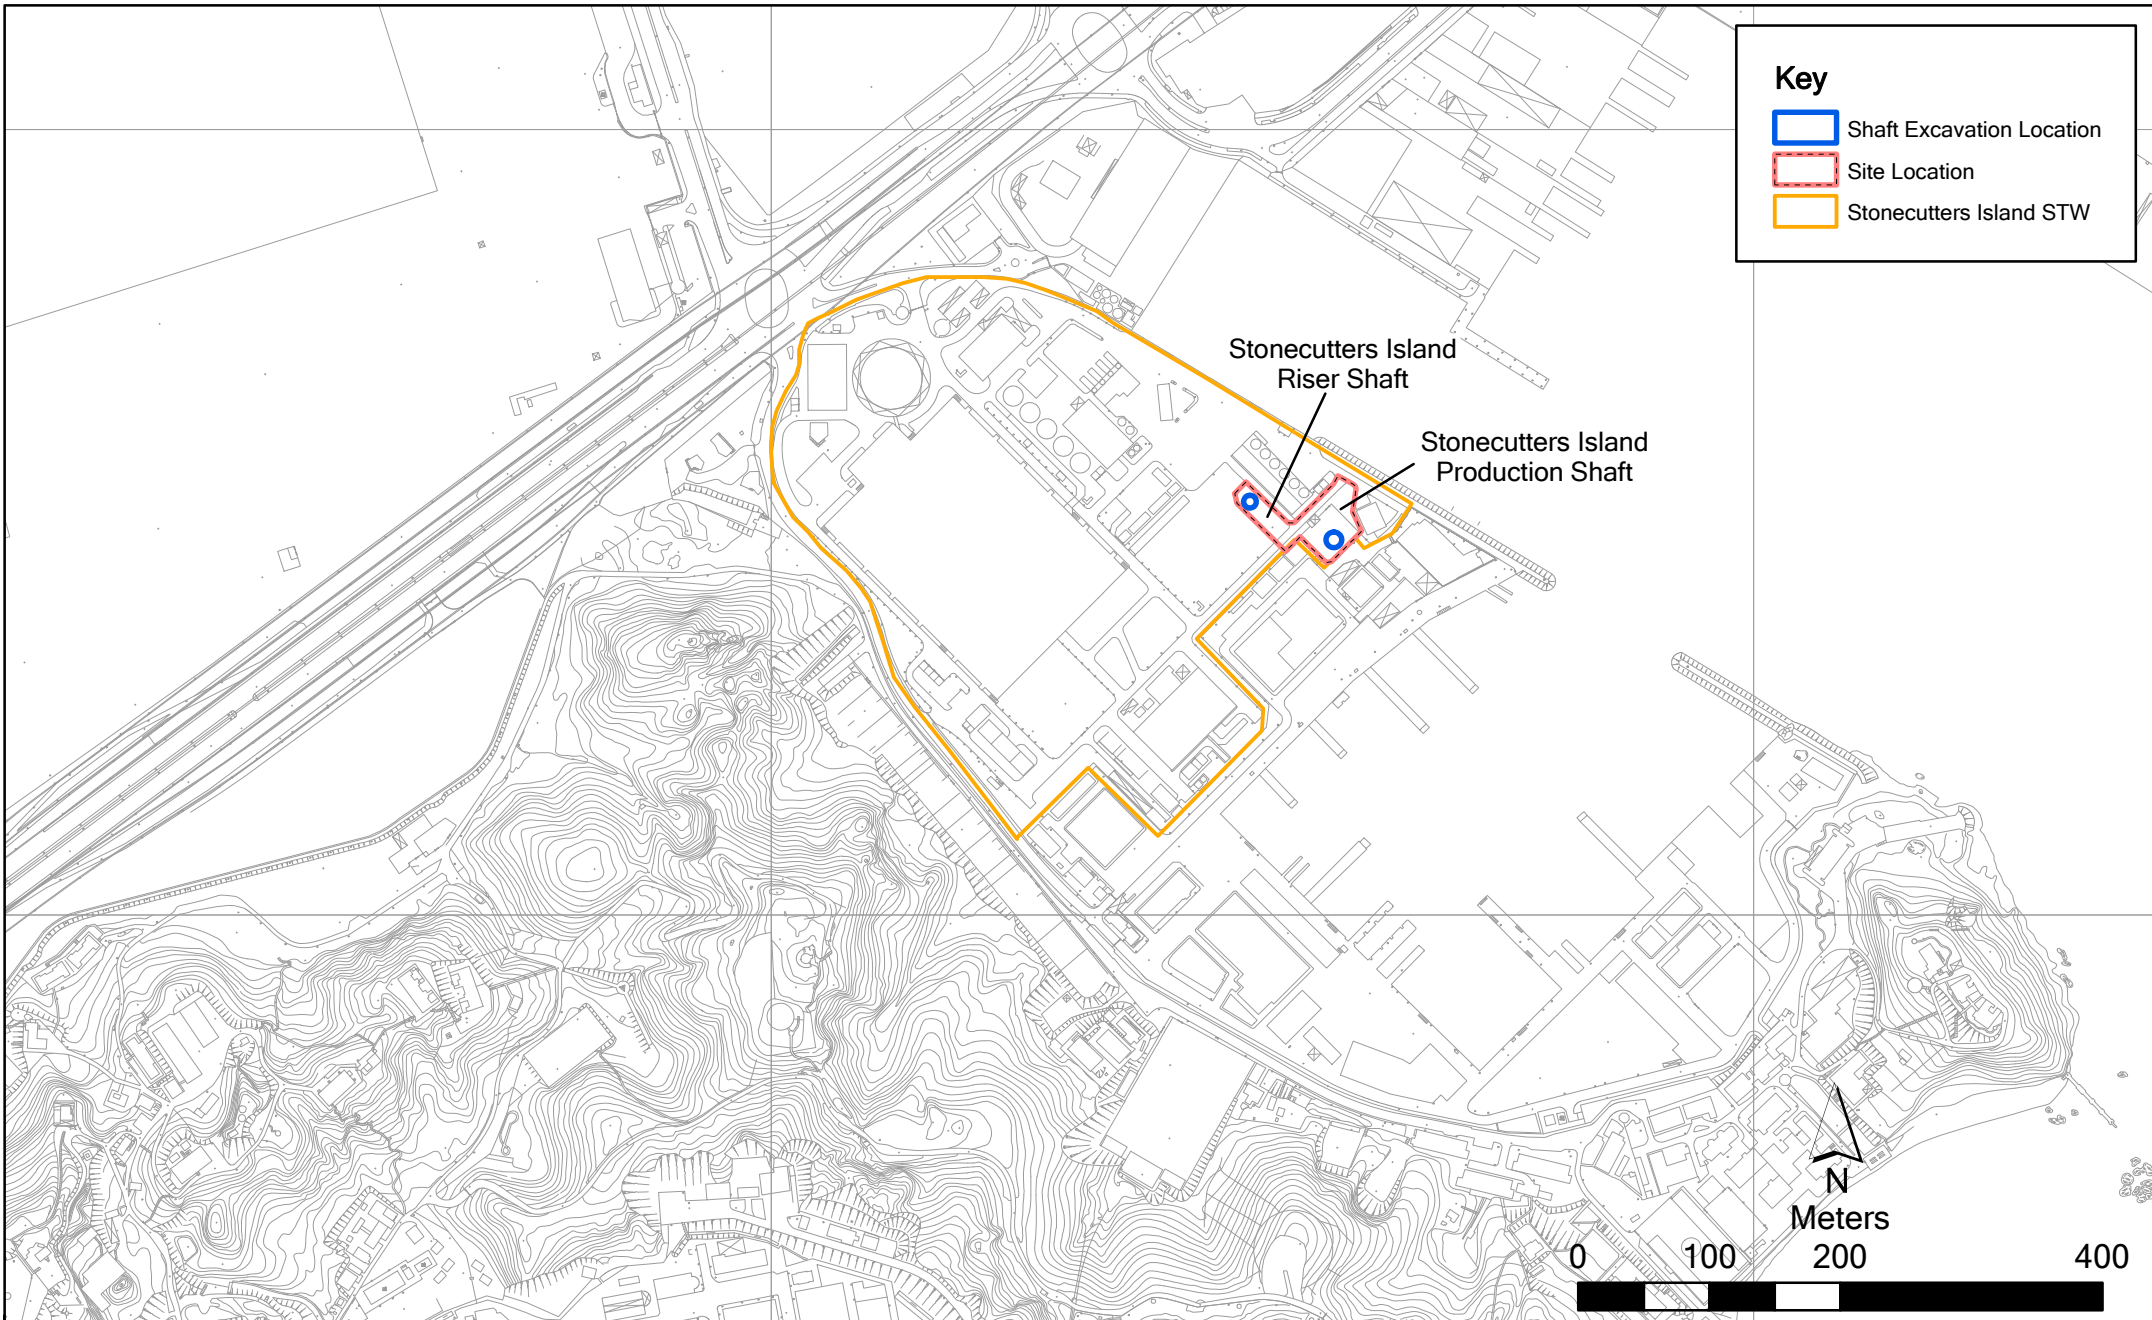 Key
Shaft Excavation Location
Site Location
Stonecutters Island STW
Stonecutters Island
Riser Shaft
Stonecutters Island
Production Shaft
N
Meters
0 100 200 400